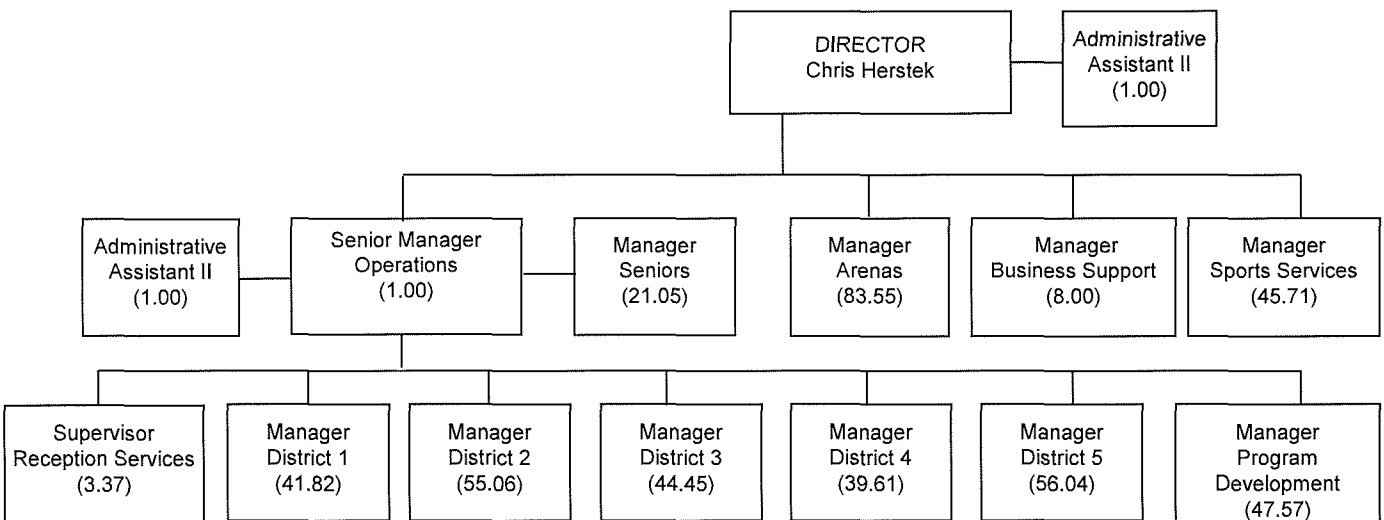 DIRECTOR
Chris Herstek
Administrative
Assistant II
(1.00)
Administrative
Assistant II
(1.00)
Senior Manager
Operations
(1.00)
Manager
Seniors
(21.05)
Manager
Arenas
(83.55)
Manager
Business Support
(8.00)
Manager
Sports Services
(45.71)
Supervisor
Reception Services
(3.37)
Manager
District 1
(41.82)
Manager
District 2
(55.06)
Manager
District 3
(44.45)
Manager
District 4
(39.61)
Manager
District 5
(56.04)
Manager
Program
Development
(47.57)